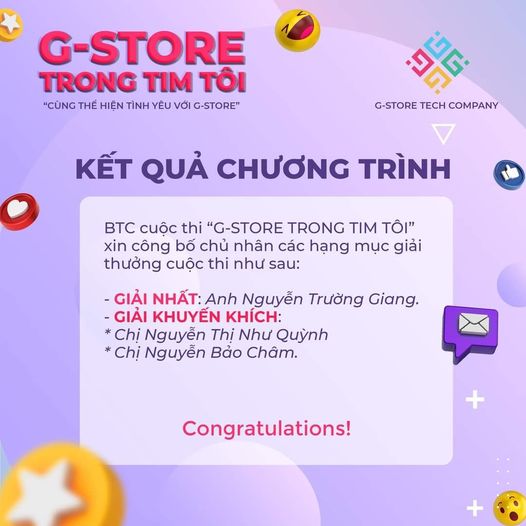 G-STORE
TRONG TIM TÔI
“CÙNG THỂ HIỆN TÌNH YÊU VỚI G-STORE”
G-STORE TECH COMPANY
KẾT QUẢ CHƯƠNG TRÌNH
BTC cuộc thi “G-STORE TRONG TIM TÔI”
xin công bố chủ nhân các hạng mục giải
thưởng cuộc thi như sau:
- GIẢI NHẤT: Anh Nguyễn Trường Giang.
- GIẢI KHUYẾN KHÍCH:
* Chị Nguyễn Thị Như Quỳnh
* Chị Nguyễn Bảo Châm.
Congratulations!